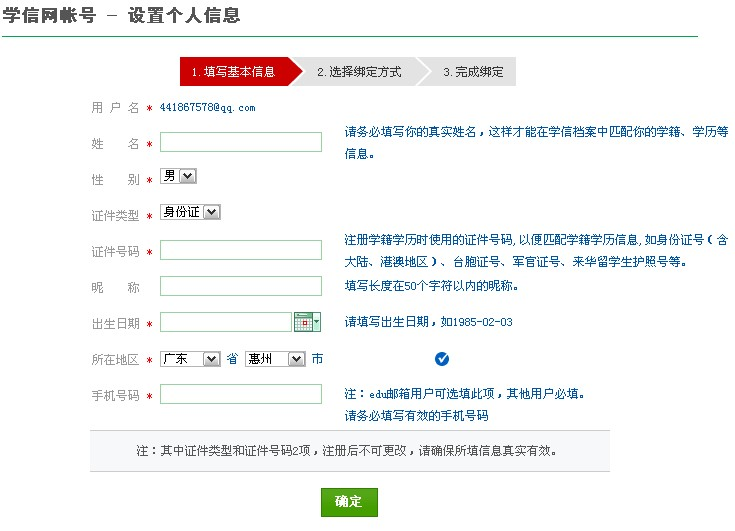 学信网帐号 － 设置个人信息
1.填写基本信息 2.选择绑定方式 3.完成绑定
用 户 名 * 441867578@qq.com
姓 名 * 请务必填写你的真实姓名，这样才能在学信档案中匹配你的学籍、学历等
信息。
性 别 * 男
证件类型 * 身份证
证件号码 * 注册学籍学历时使用的证件号码,以便匹配学籍学历信息,如身份证号（含
大陆、港澳地区）、台胞证号、军官证号、来华留学生护照号等。
昵 称 填写长度在50个字符以内的昵称。
出生日期 * 请填写出生日期，如1985-02-03
所在地区 * 广东 省 惠州 市
手机号码 * 注：edu邮箱用户可选填此项，其他用户必填。
请务必填写有效的手机号码
注：其中证件类型和证件号码2项，注册后不可更改，请确保所填信息真实有效。
确定